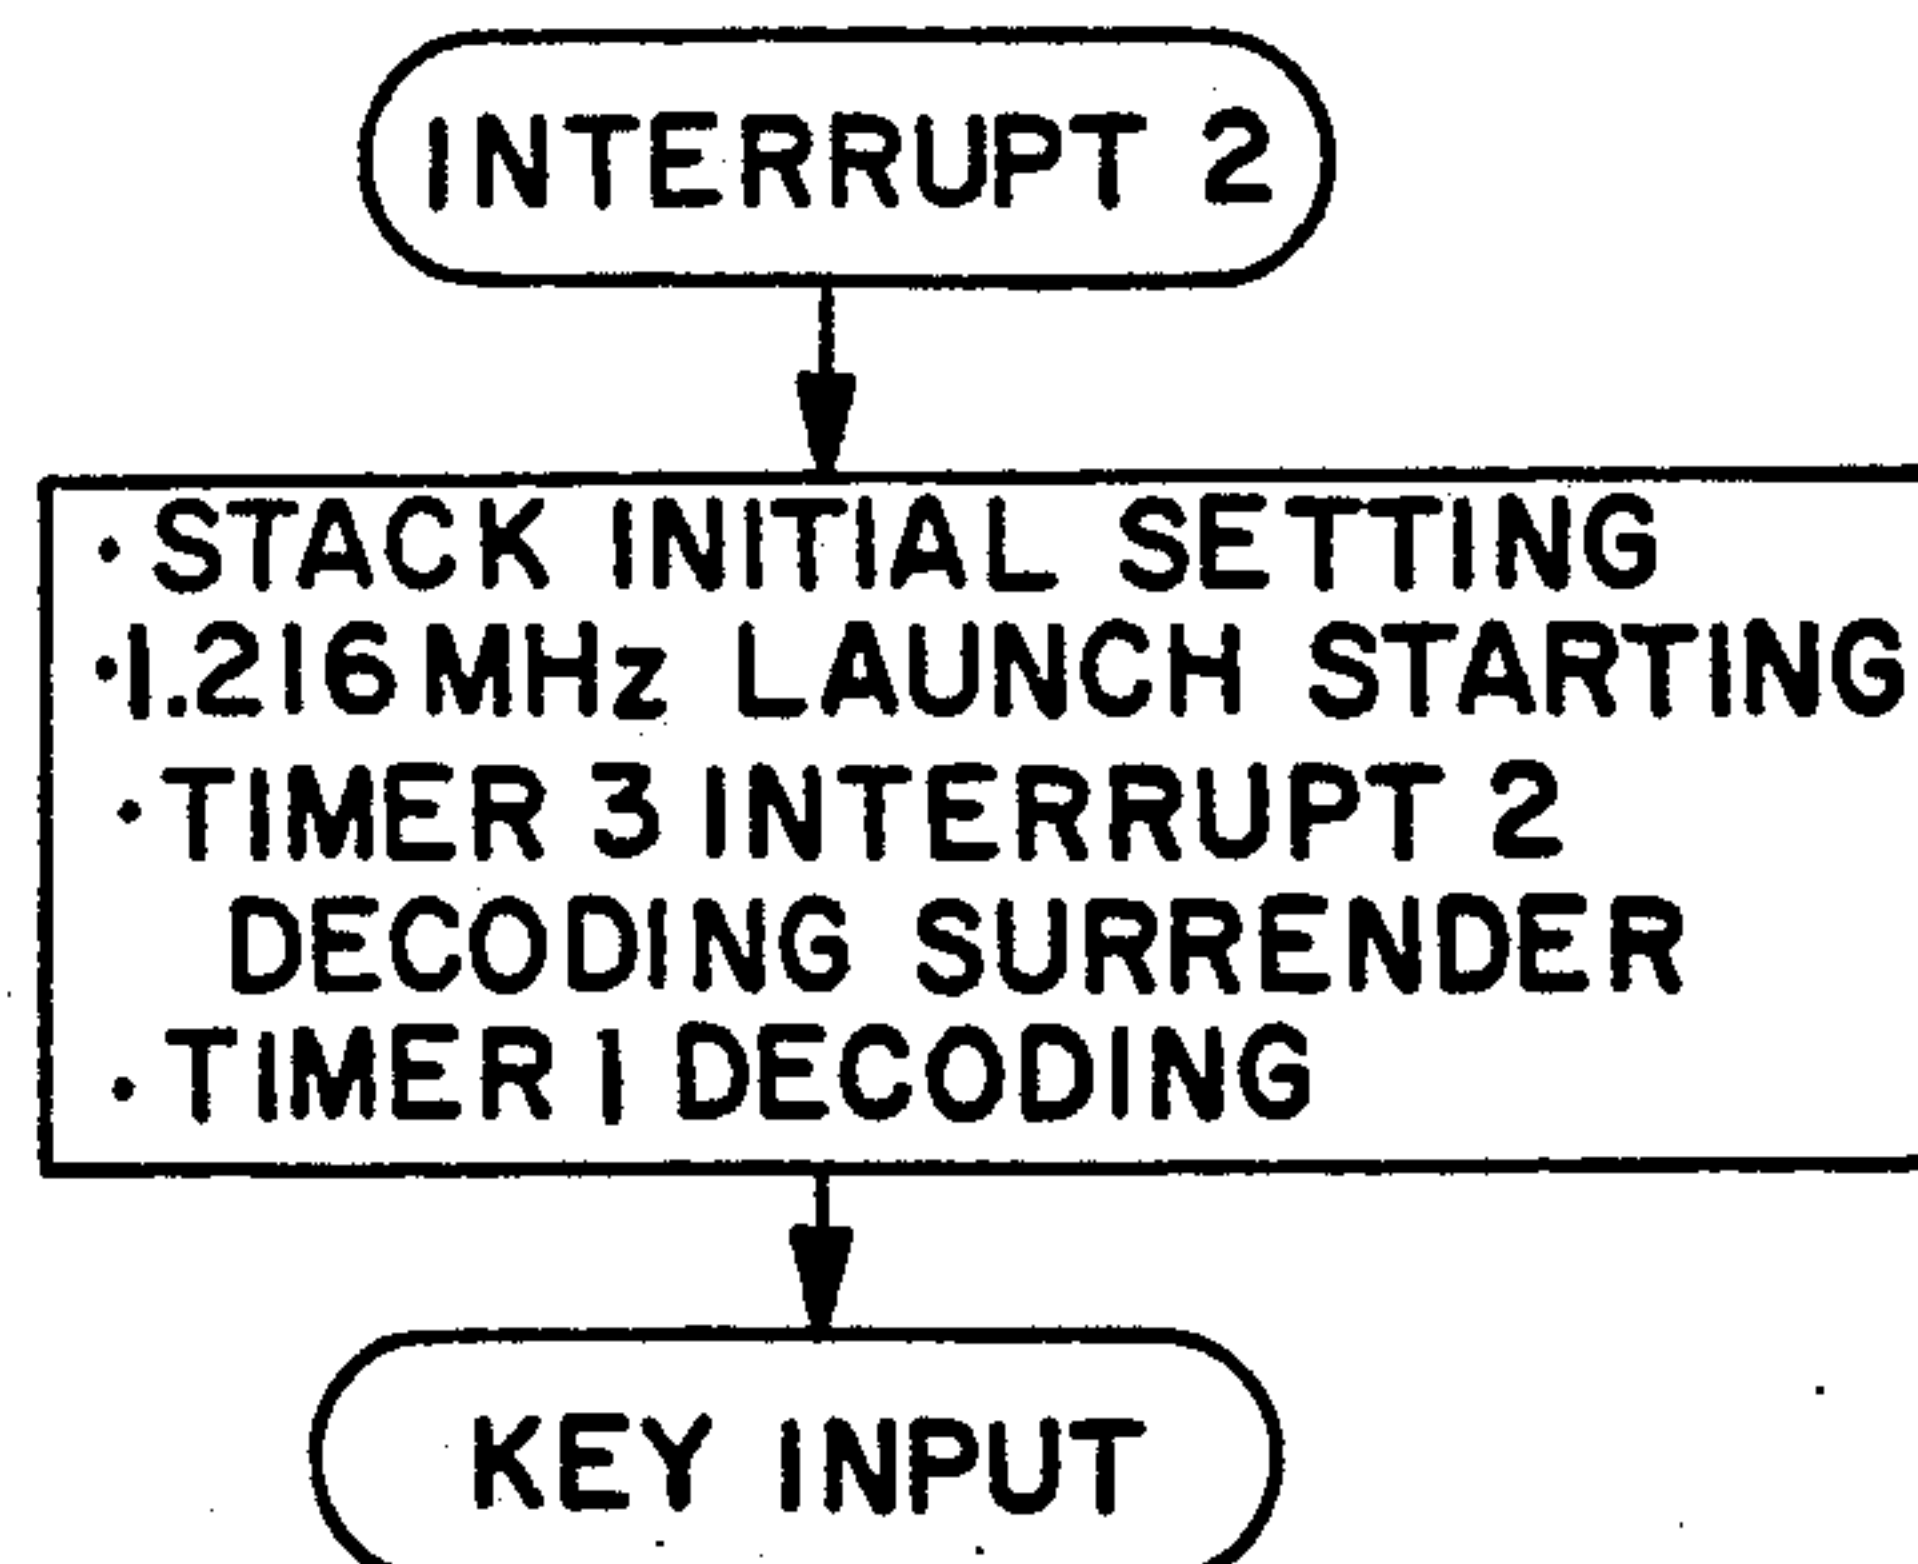 INTERRUPT 2
· STACK INITIAL SETTING
· 1.216 MHz LAUNCH STARTING
· TIMER 3 INTERRUPT 2
DECODING SURRENDER
· TIMER 1 DECODING
KEY INPUT